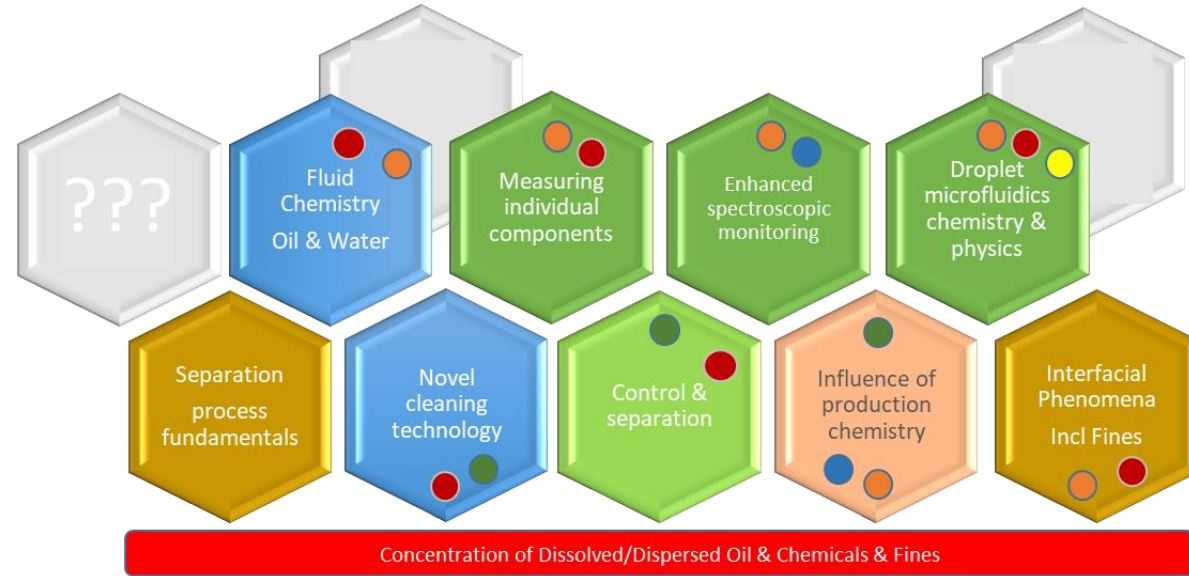 ???
Fluid
Chemistry
Oil & Water
Measuring
individual
components
Enhanced
spectroscopic
monitoring
Droplet
microfluidics
chemistry &
physics
Separation
process
fundamentals
Novel
cleaning
technology
Control &
separation
Influence of
production
chemistry
Interfacial
Phenomena
Incl Fines
Concentration of Dissolved/Dispersed Oil & Chemicals & Fines